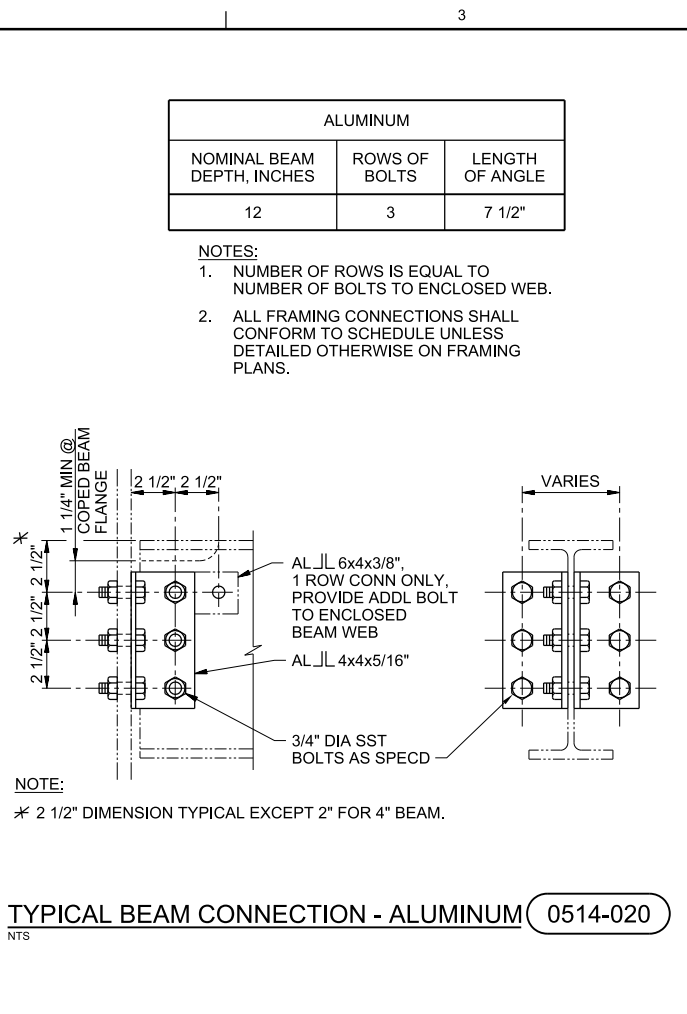 3
ALUMINUM
NOMINAL BEAM DEPTH, INCHES
ROWS OF BOLTS
LENGTH OF ANGLE
12
3
7 1/2"
NOTES:
1. NUMBER OF ROWS IS EQUAL TO
NUMBER OF BOLTS TO ENCLOSED WEB.
2. ALL FRAMING CONNECTIONS SHALL
CONFORM TO SCHEDULE UNLESS
DETAILED OTHERWISE ON FRAMING
PLANS.
1 1/4" MIN @
COPED BEAM
FLANGE
2 1/2" 2 1/2"
VARIES
2 1/2"
2 1/2"
2 1/2"
AL ⅃L 6x4x3/8",
1 ROW CONN ONLY,
PROVIDE ADDL BOLT
TO ENCLOSED
BEAM WEB
AL ⅃L 4x4x5/16"
3/4" DIA SST
BOLTS AS SPECD
NOTE:
* 2 1/2" DIMENSION TYPICAL EXCEPT 2" FOR 4" BEAM.
TYPICAL BEAM CONNECTION - ALUMINUM 0514-020
NTS